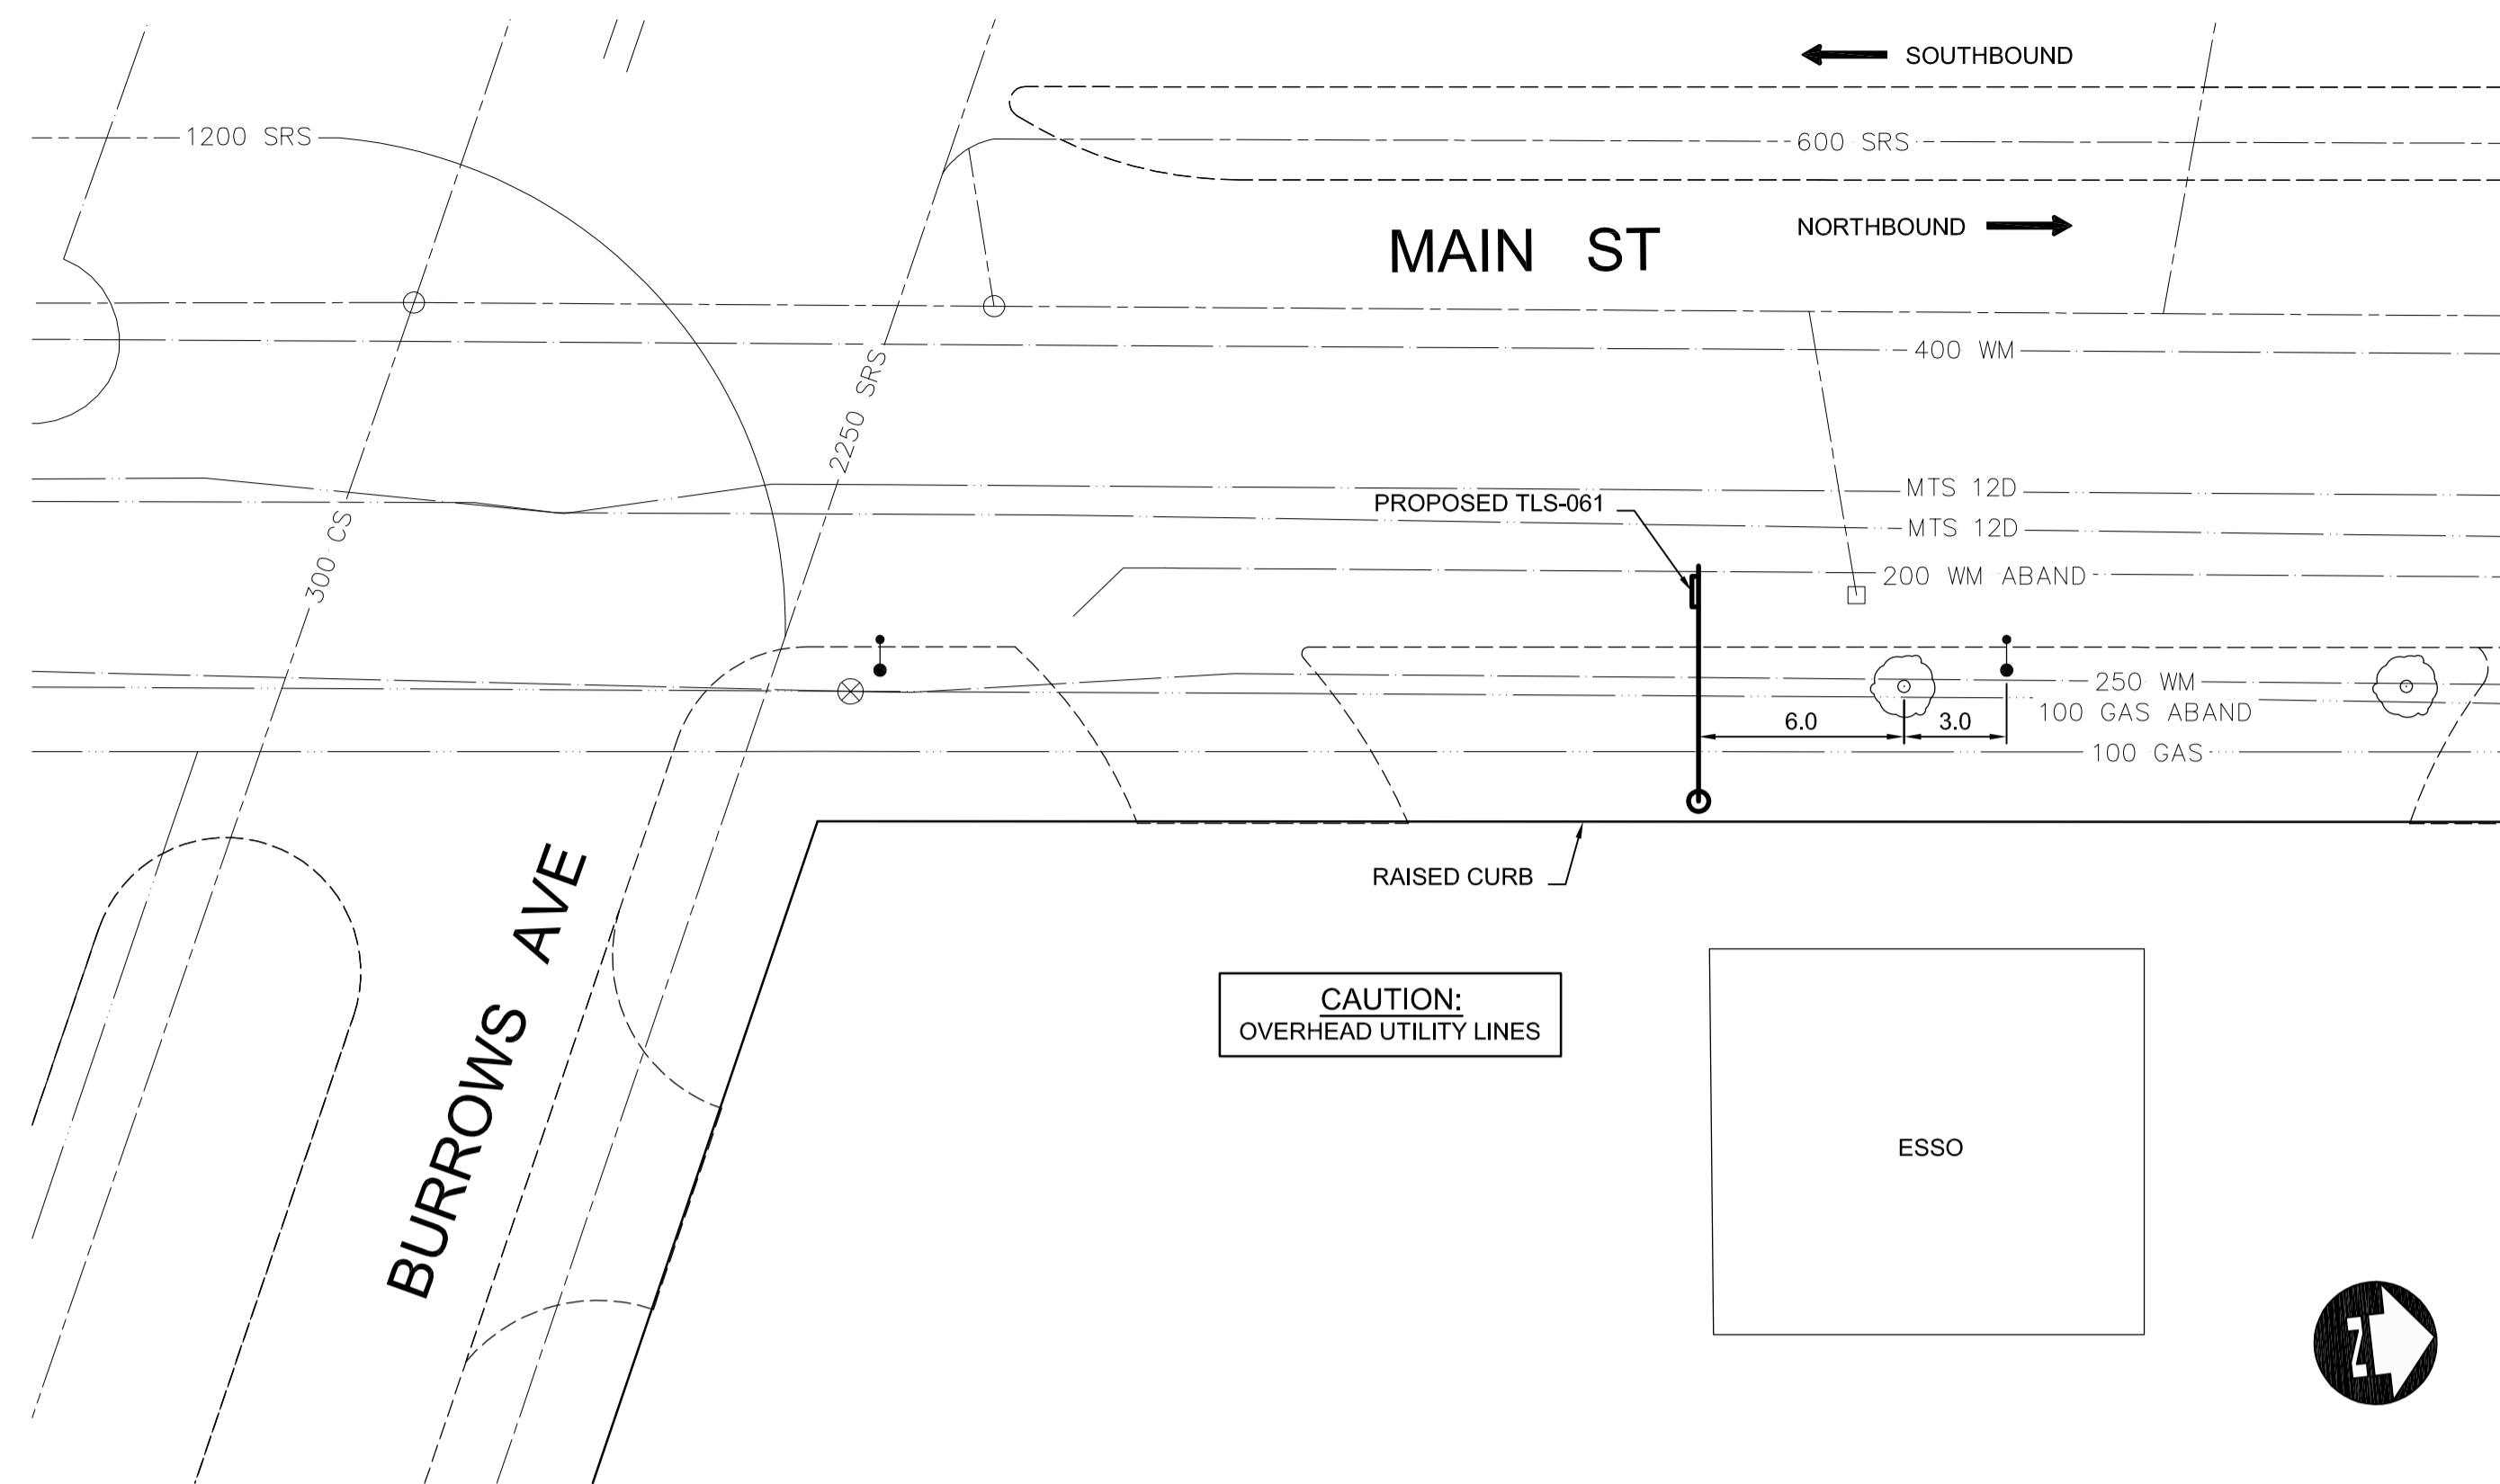 SOUTHBOUND
1200 SRS
600 SRS
NORTHBOUND
MAIN ST
400 WM
2250 SRS
MTS 12D
PROPOSED TLS-061
MTS 12D
300 CS
200 WM ABAND
250 WM
100 GAS ABAND
6.0
3.0
100 GAS
RAISED CURB
BURROWS AVE
CAUTION:
OVERHEAD UTILITY LINES
ESSO
N